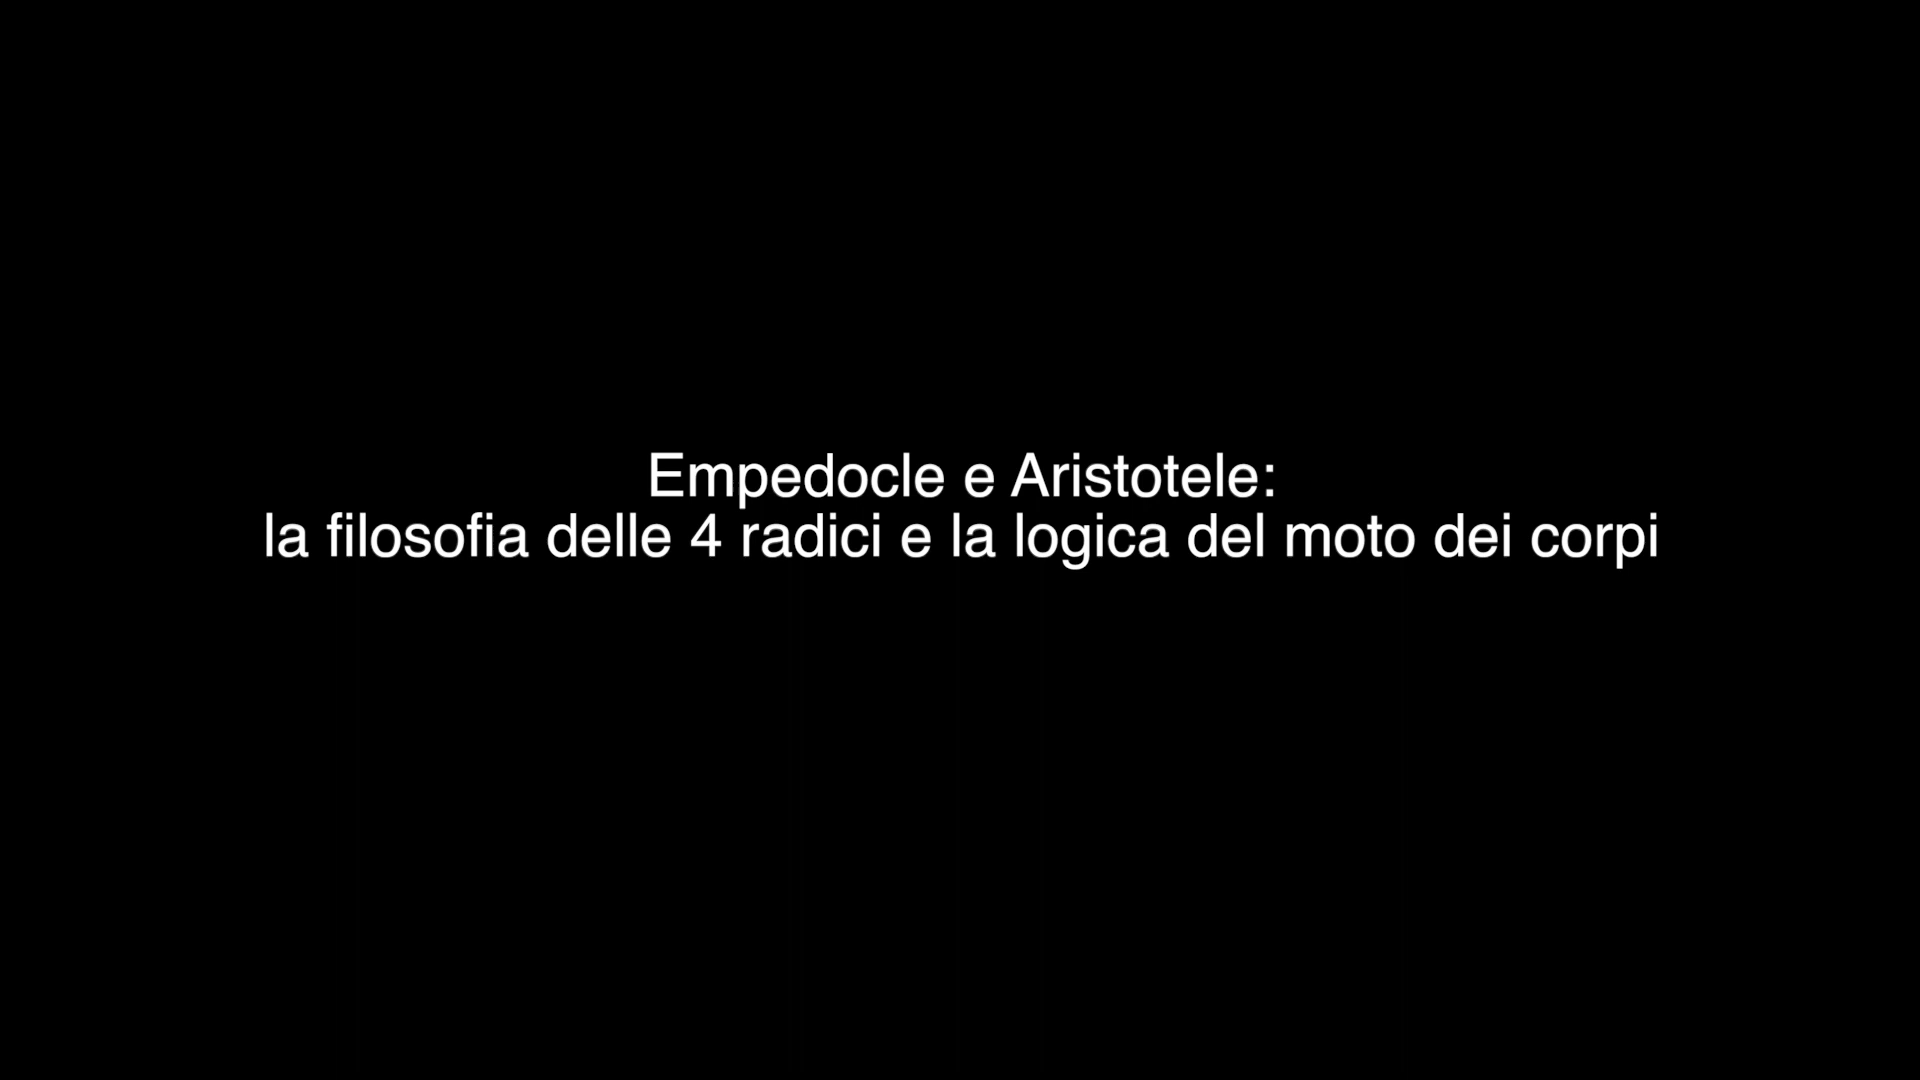 Empedocle e Aristotele:
la filosofia delle 4 radici e la logica del moto dei corpi